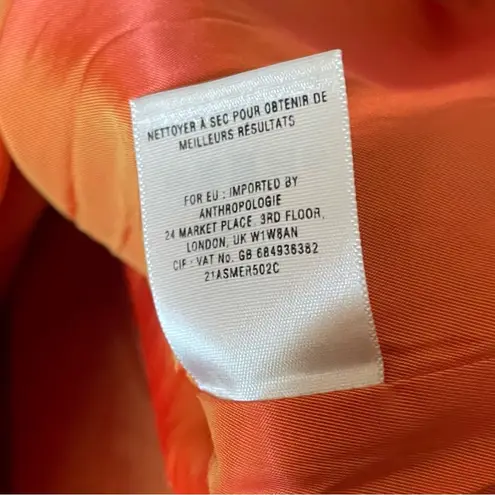 NETTOYER À SEC POUR OBTENIR DE
MEILLEURS RÉSULTATS
FOR EU : IMPORTED BY
ANTHROPOLOGIE
24 MARKET PLACE, 3RD FLOOR,
LONDON, UK W1W8AN
CIF : VAT No. GB 684936382
21ASMER502C